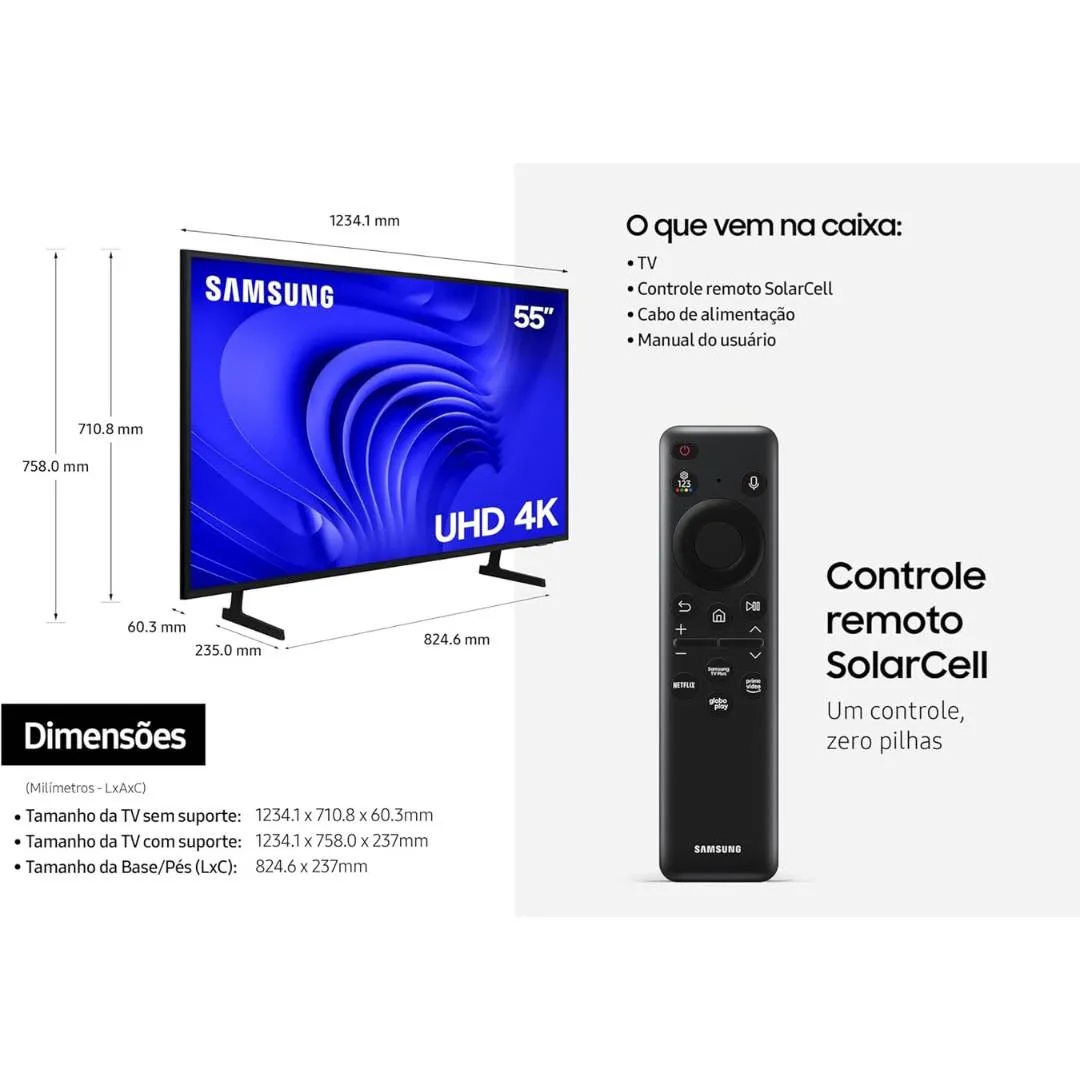 1234.1 mm
SAMSUNG
55"
UHD 4K
710.8 mm
758.0 mm
60.3 mm
235.0 mm
824.6 mm
Dimensões
(Milímetros - LxAxC)
• Tamanho da TV sem suporte: 1234.1 x 710.8 x 60.3mm
• Tamanho da TV com suporte: 1234.1 x 758.0 x 237mm
• Tamanho da Base/Pés (LxC): 824.6 x 237mm
O que vem na caixa:
• TV
• Controle remoto SolarCell
• Cabo de alimentação
• Manual do usuário
123
NETFLIX
Samsung
TV Plus
prime
video
globo
play
SAMSUNG
Controle
remoto
SolarCell
Um controle,
zero pilhas